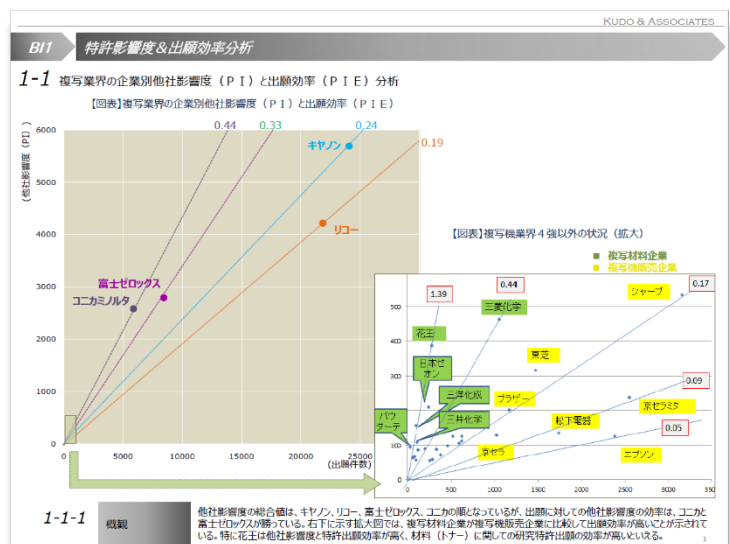 KUDO & ASSOCIATES
BI1 特許影響度＆出願効率分析
1-1 複写業界の企業別他社影響度（ＰＩ）と出願効率（ＰＩＥ）分析
【図表】複写業界の企業別他社影響度（ＰＩ）と出願効率（ＰＩＥ）
(他社影響度（PI）)
6000
5000
4000
3000
2000
1000
0
0.44
0.33
0.24
0.19
キヤノン
リコー
富士ゼロックス
コニカミノルタ
0 5000 10000 15000 20000 25000
(出願件数)
【図表】複写機業界４強以外の状況（拡大）
■ 複写材料企業
■ 複写機販売企業
500
400
300
200
100
0
1.39
0.44
0.17
0.09
0.05
シャープ
三菱化学
花王
東芝
日本ゼオン
三洋化成
ブラザー
京セラミタ
三井化学
松下電器
パウダーテ
京セラ
エプソン
0 500 1000 1500 2000 2500 3000 350
1-1-1 概観
他社影響度の総合値は、キヤノン、リコー、富士ゼロックス、コニカの順となっているが、出願に対しての他社影響度の効率は、コニカと
富士ゼロックスが勝っている。右下に示す拡大図では、複写材料企業が複写機販売企業に比較して出願効率が高いことが示されて
いる。特に花王は他社影響度と特許出願効率が高く、材料（トナー）に関しての研究特許出願の効率が高いといえる。
1